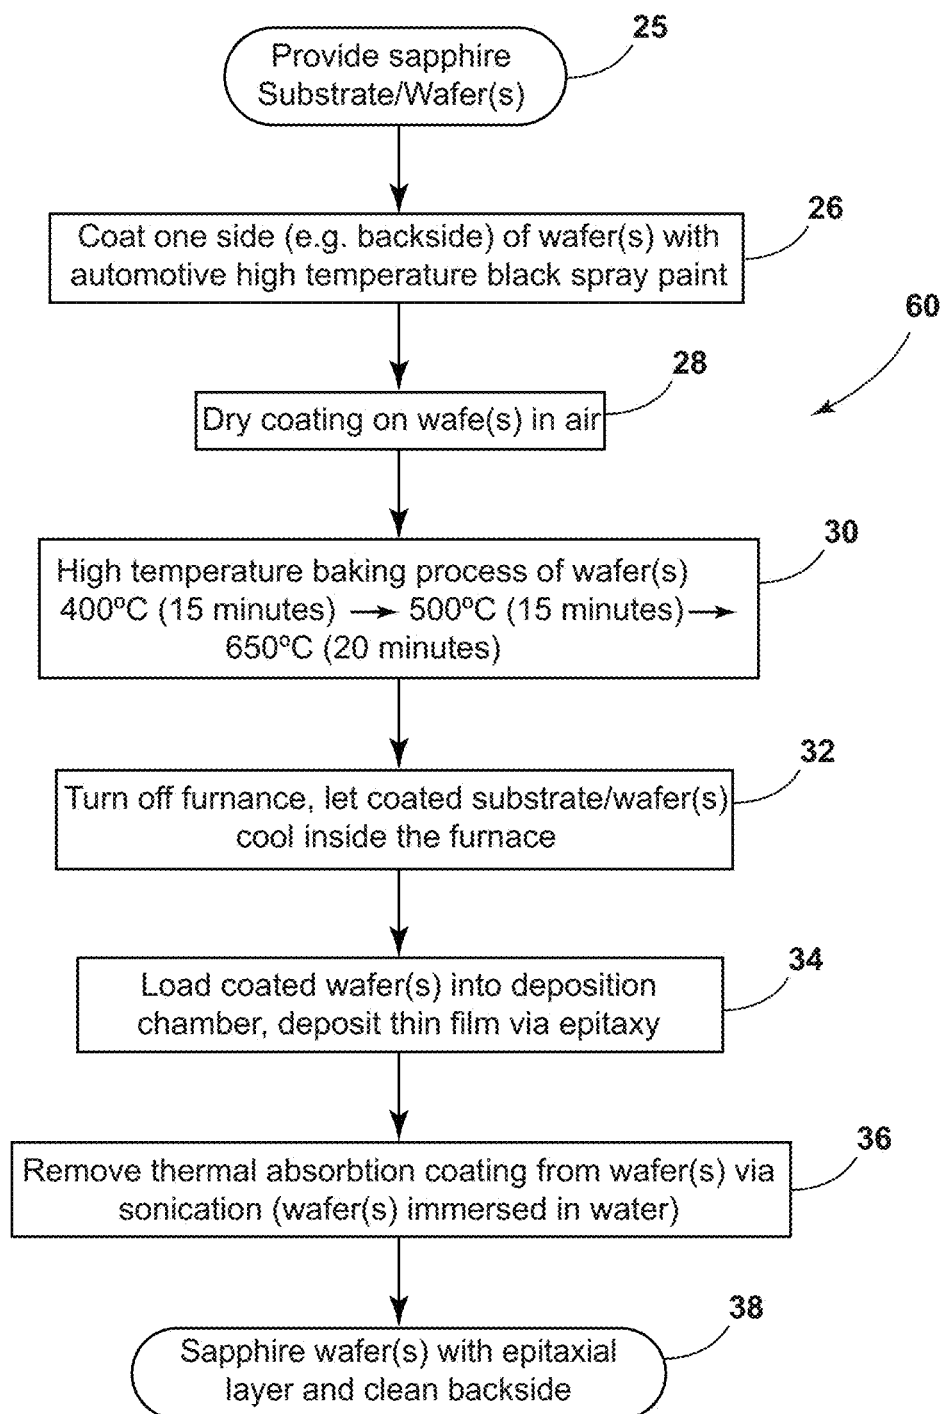 25
Provide sapphire
Substrate/Wafer(s)
26
Coat one side (e.g. backside) of wafer(s) with
automotive high temperature black spray paint
60
28
Dry coating on wafe(s) in air
30
High temperature baking process of wafer(s)
400ºC (15 minutes) → 500ºC (15 minutes) →
650ºC (20 minutes)
32
Turn off furnance, let coated substrate/wafer(s)
cool inside the furnace
34
Load coated wafer(s) into deposition
chamber, deposit thin film via epitaxy
36
Remove thermal absorbtion coating from wafer(s) via
sonication (wafer(s) immersed in water)
38
Sapphire wafer(s) with epitaxial
layer and clean backside